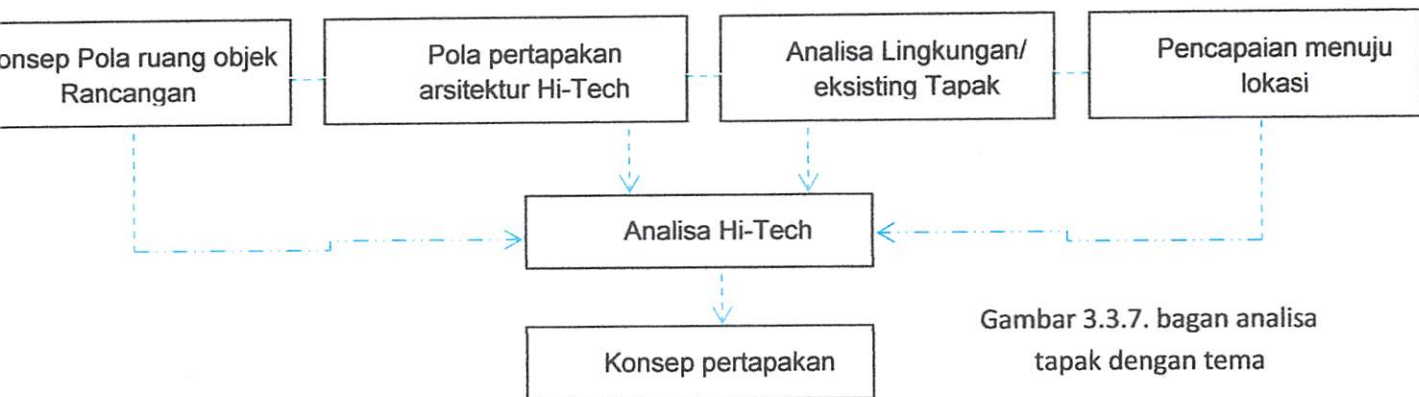 onsep Pola ruang objek
Rancangan
Pola pertapakan
arsitektur Hi-Tech
Analisa Lingkungan/
eksisting Tapak
Pencapaian menuju
lokasi
Analisa Hi-Tech
Konsep pertapakan
Gambar 3.3.7. bagan analisa
tapak dengan tema